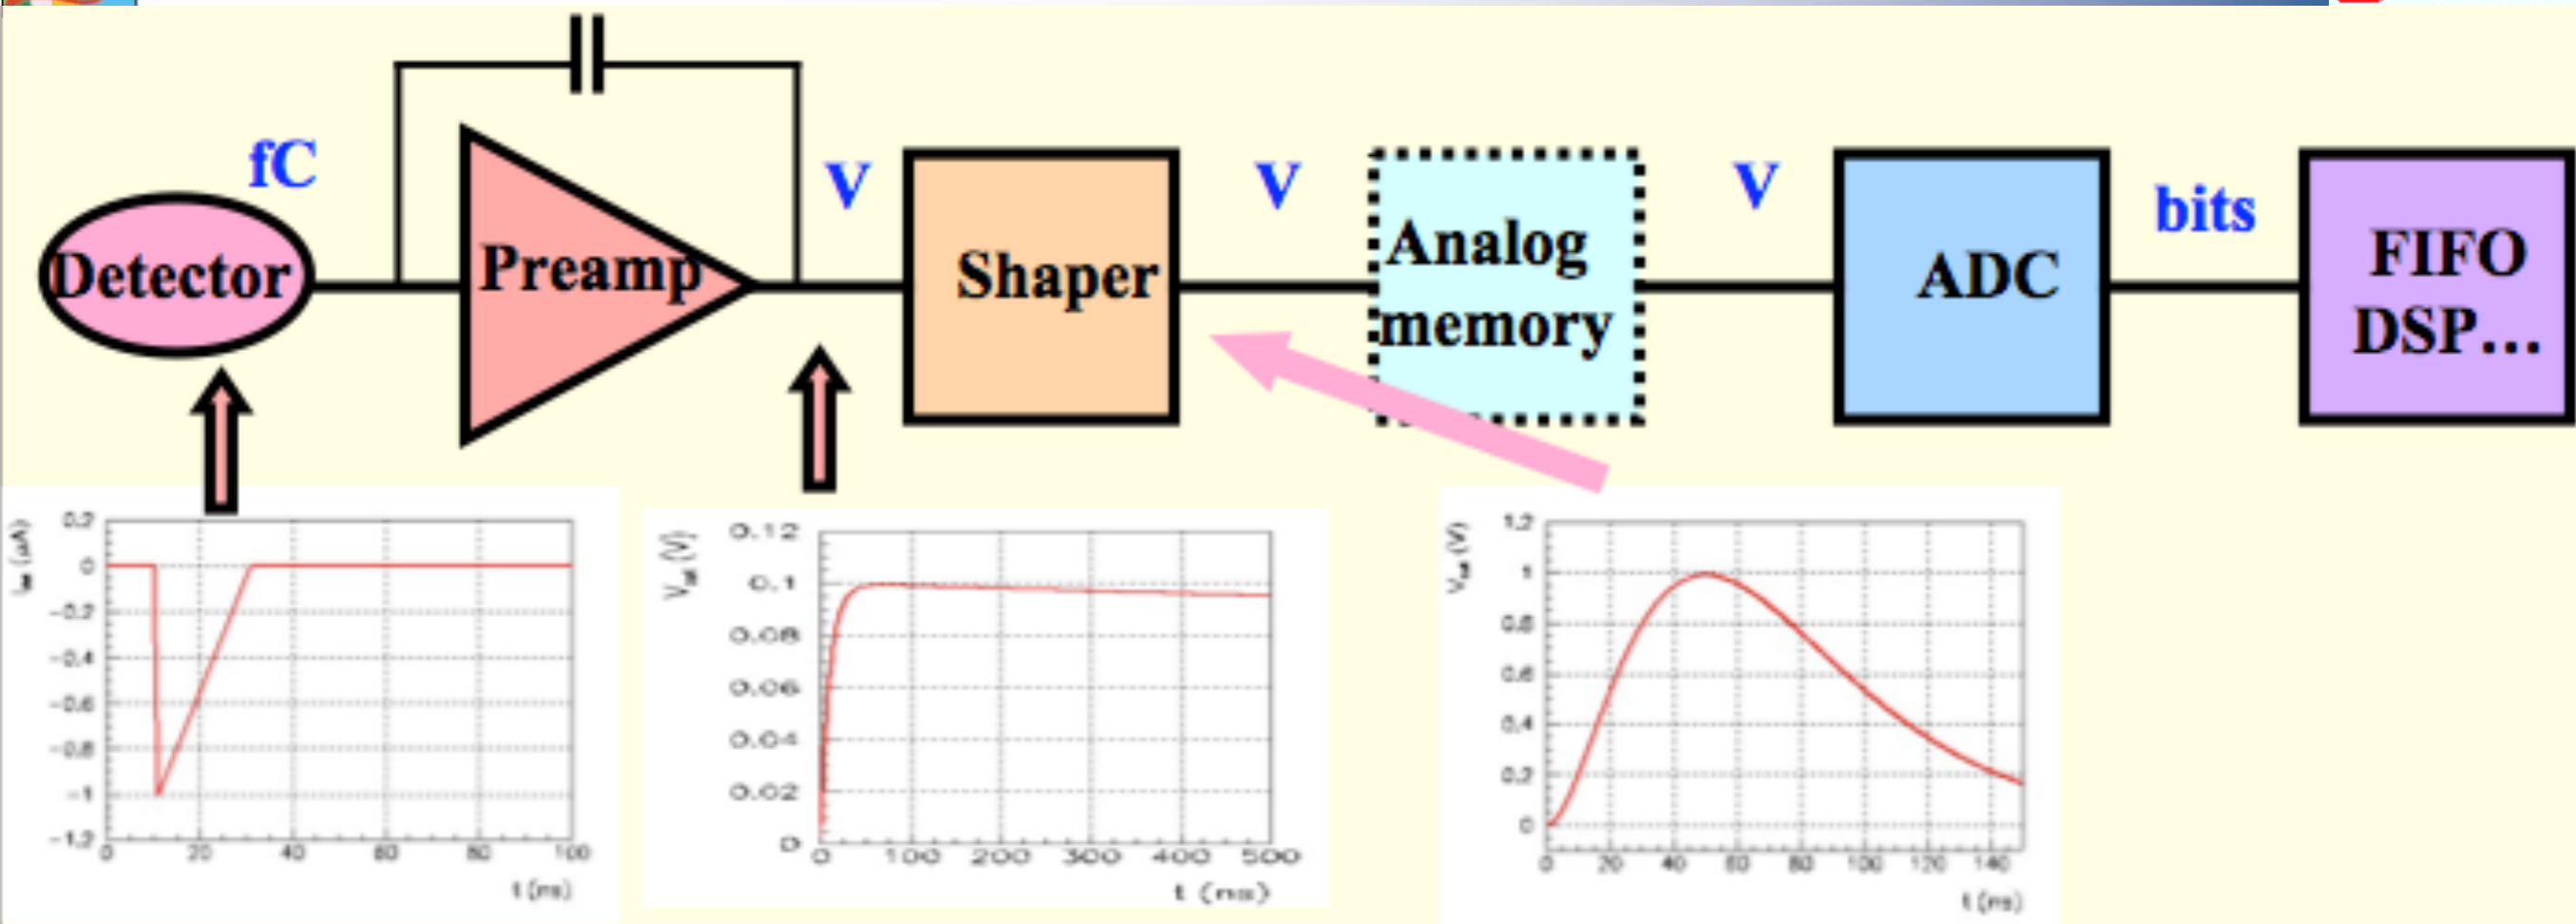 fC
V
V
V
bits
Detector
Preamp
Shaper
Analog
memory
ADC
FIFO
DSP...
0.2
0
-0.2
-0.4
-0.6
-0.8
-1
-1.2
0 20 40 60 80 100
t (ns)
V (V)
0.12
0.1
0.08
0.06
0.04
0.02
0
0 100 200 300 400 500
t (ns)
V (V)
1.2
1
0.8
0.6
0.4
0.2
0
0 20 40 60 80 100 120 140
t (ns)